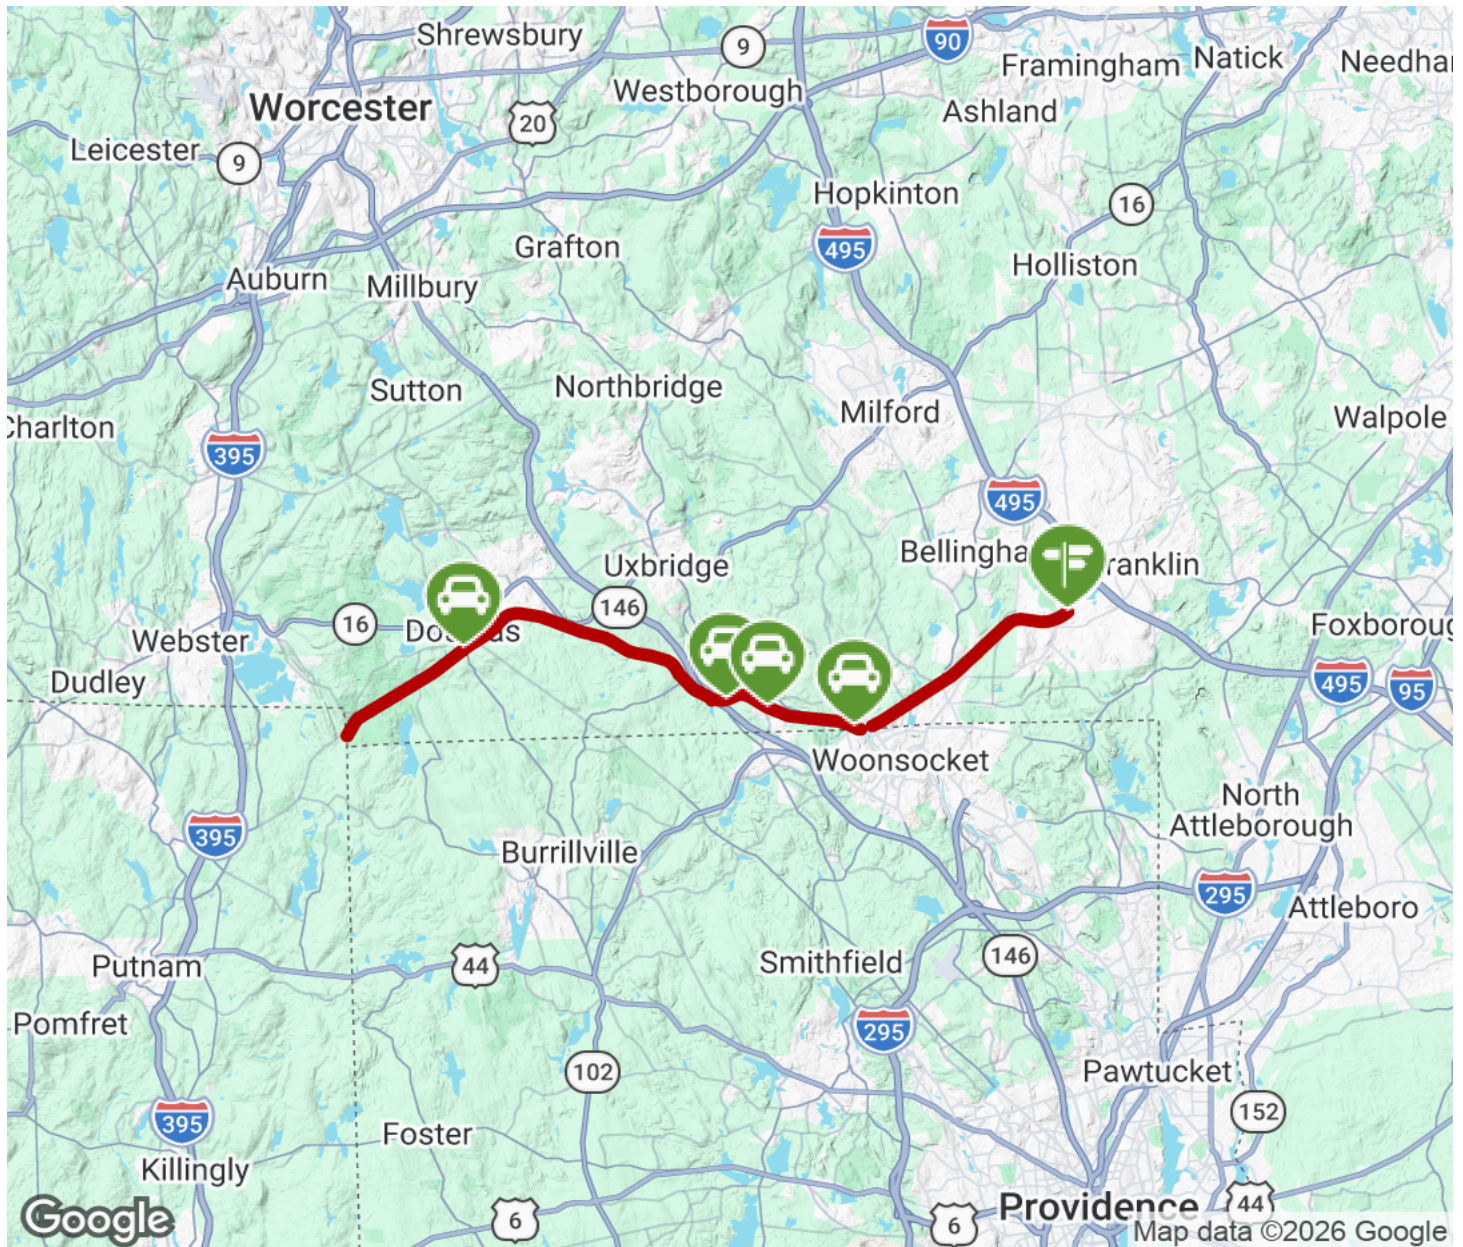 Shrewsbury
9
90
Natick
Needha
Framingham
Worcester
Westborough
Ashland
20
Leicester
9
Hopkinton
16
Grafton
495
Holliston
Auburn
Millbury
Sutton
Northbridge
Milford
Walpole
Charlton
395
495
Uxbridge
Bellingha
ranklin
146
16
Do
as
Foxboroug
Webster
Dudley
495
95
Woonsocket
North
Attleborough
395
Burrillville
295
Attleboro
Putnam
44
Smithfield
146
Pomfret
295
102
Pawtucket
152
395
Foster
Killingly
Providence
44
6
6
Google
Map data ©2026 Google